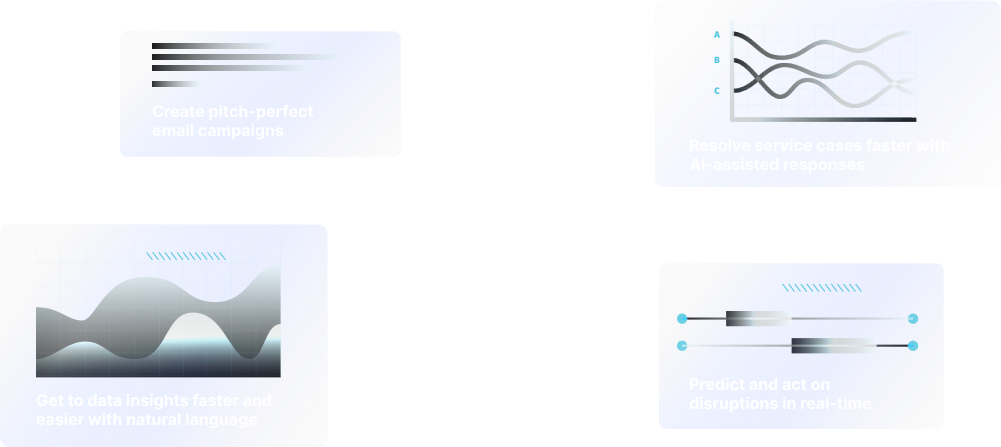 Create pitch-perfect
email campaigns
A
B
C
Resolve service cases faster with
AI-assisted responses
Get to data insights faster and
easier with natural language
Predict and act on
disruptions in real-time